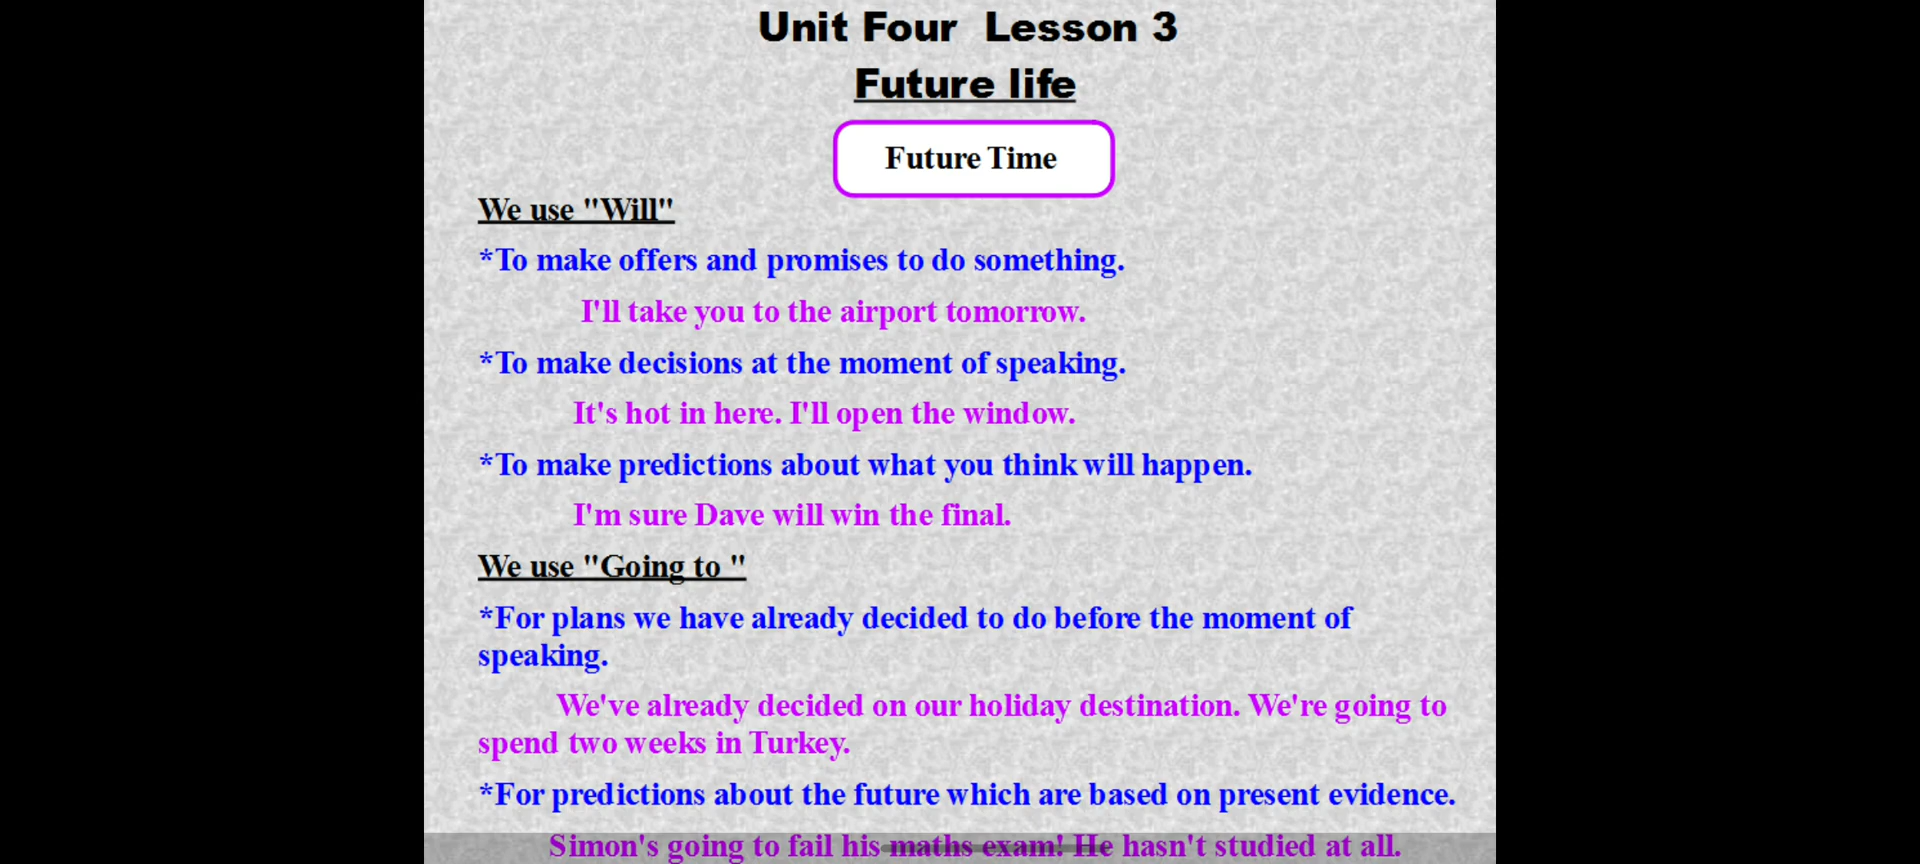 Unit Four Lesson 3
Future life
Future Time
We use "Will"
*To make offers and promises to do something.
I'll take you to the airport tomorrow.
*To make decisions at the moment of speaking.
It's hot in here. I'll open the window.
*To make predictions about what you think will happen.
I'm sure Dave will win the final.
We use "Going to "
*For plans we have already decided to do before the moment of
speaking.
We've already decided on our holiday destination. We're going to
spend two weeks in Turkey.
*For predictions about the future which are based on present evidence.
Simon's going to fail his maths exam! He hasn't studied at all.